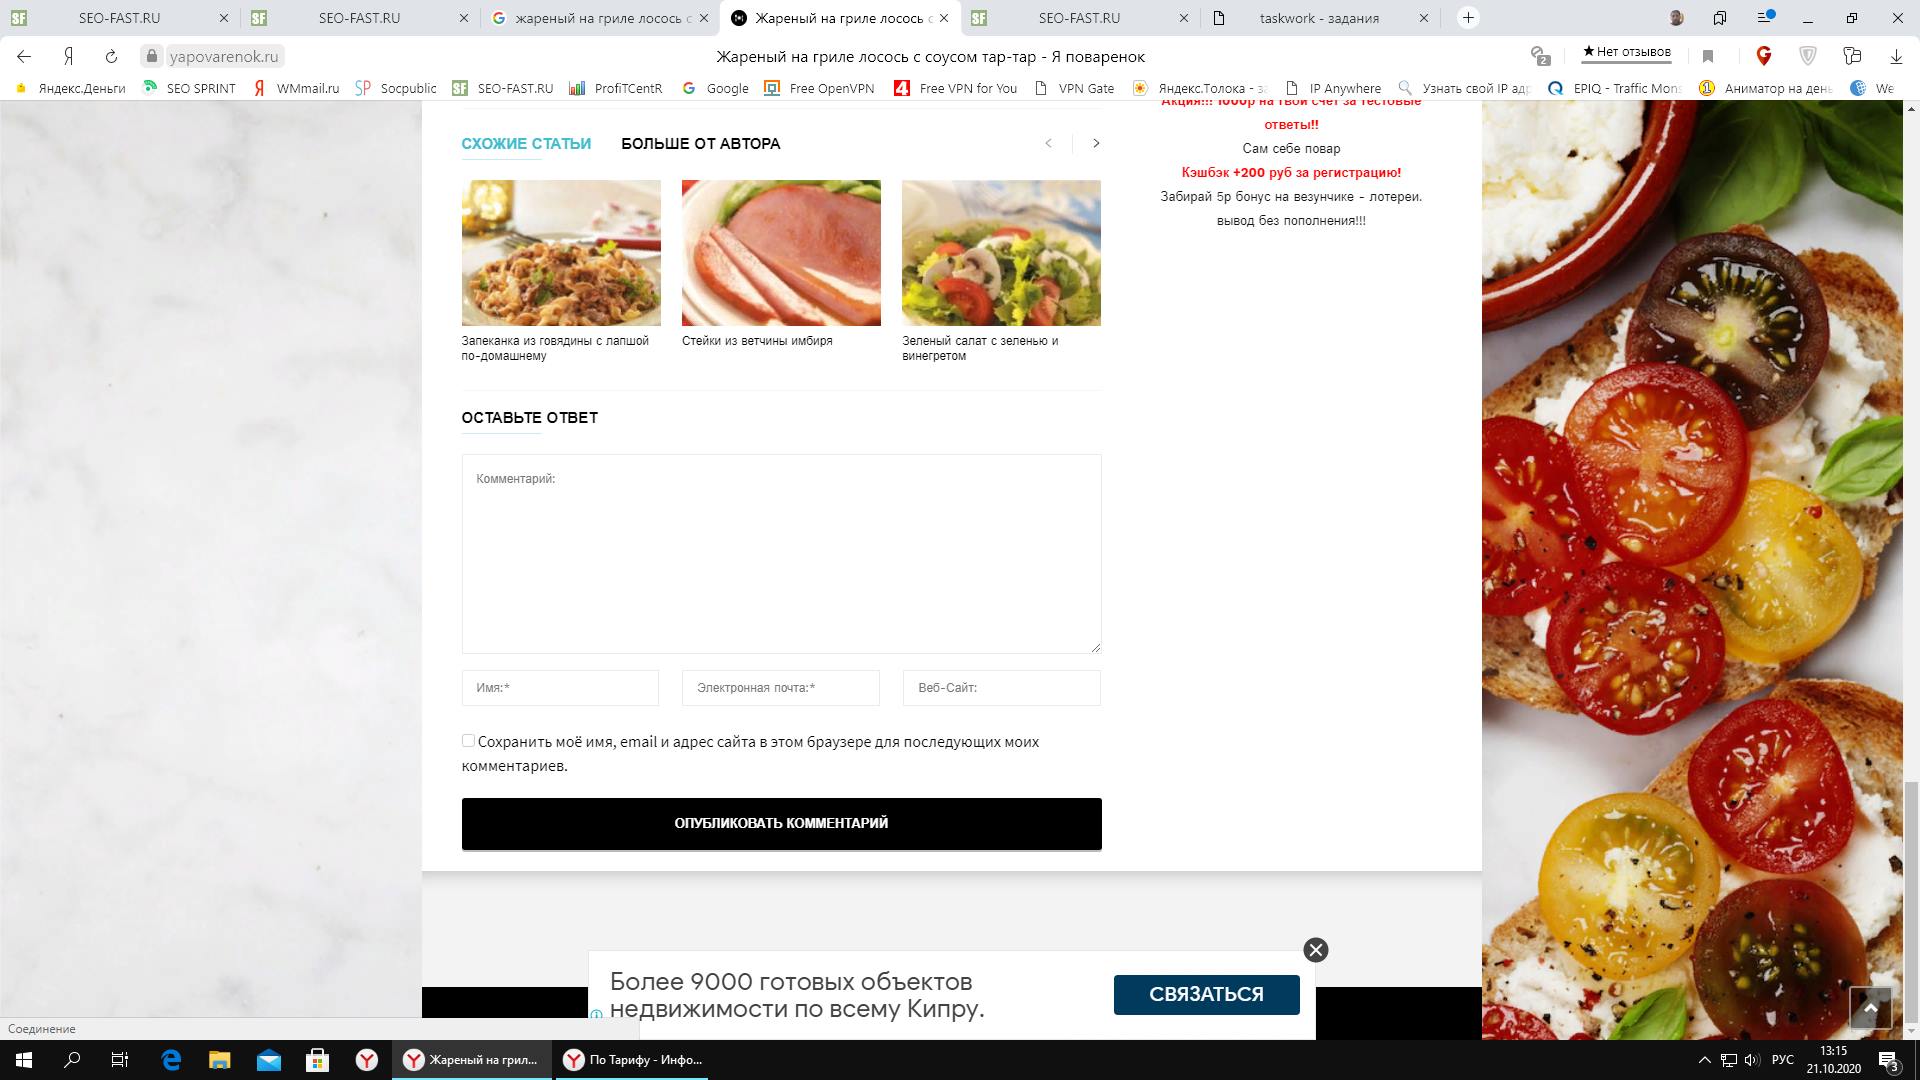 SEO-FAST.RU
SEO-FAST.RU
жареный на гриле лосось с
Жареный на гриле лосось с
SEO-FAST.RU
taskwork - задания
yapovarenok.ru
Жареный на гриле лосось с соусом тар-тар - Я поваренок
2
★ Нет отзывов
Яндекс.Деньги
SEO SPRINT
WMmail.ru
Socpublic
SEO-FAST.RU
ProfiTCentR
Google
Free OpenVPN
Free VPN for You
VPN Gate
Яндекс.Толока - за
IP Anywhere
Узнать свой IP адр
EPIQ - Traffic Mons
Аниматор на день
We
Акция!!! 1000р на твой счет за тестовые
ответы!!
Сам себе повар
Кэшбэк +200 руб за регистрацию!
Забирай 5р бонус на везунчике - лотереи.
вывод без пополнения!!!
СХОЖИЕ СТАТЬИ
БОЛЬШЕ ОТ АВТОРА
Запеканка из говядины с лапшой
по-домашнему
Стейки из ветчины имбиря
Зеленый салат с зеленью и
винегретом
ОСТАВЬТЕ ОТВЕТ
Комментарий:
Имя:*
Электронная почта:*
Веб-Сайт:
Сохранить моё имя, email и адрес сайта в этом браузере для последующих моих
комментариев.
ОПУБЛИКОВАТЬ КОММЕНТАРИЙ
Более 9000 готовых объектов
недвижимости по всему Кипру.
СВЯЗАТЬСЯ
Соединение
Жареный на грил...
По Тарифу - Инфо...
РУС
13:15
21.10.2020
3